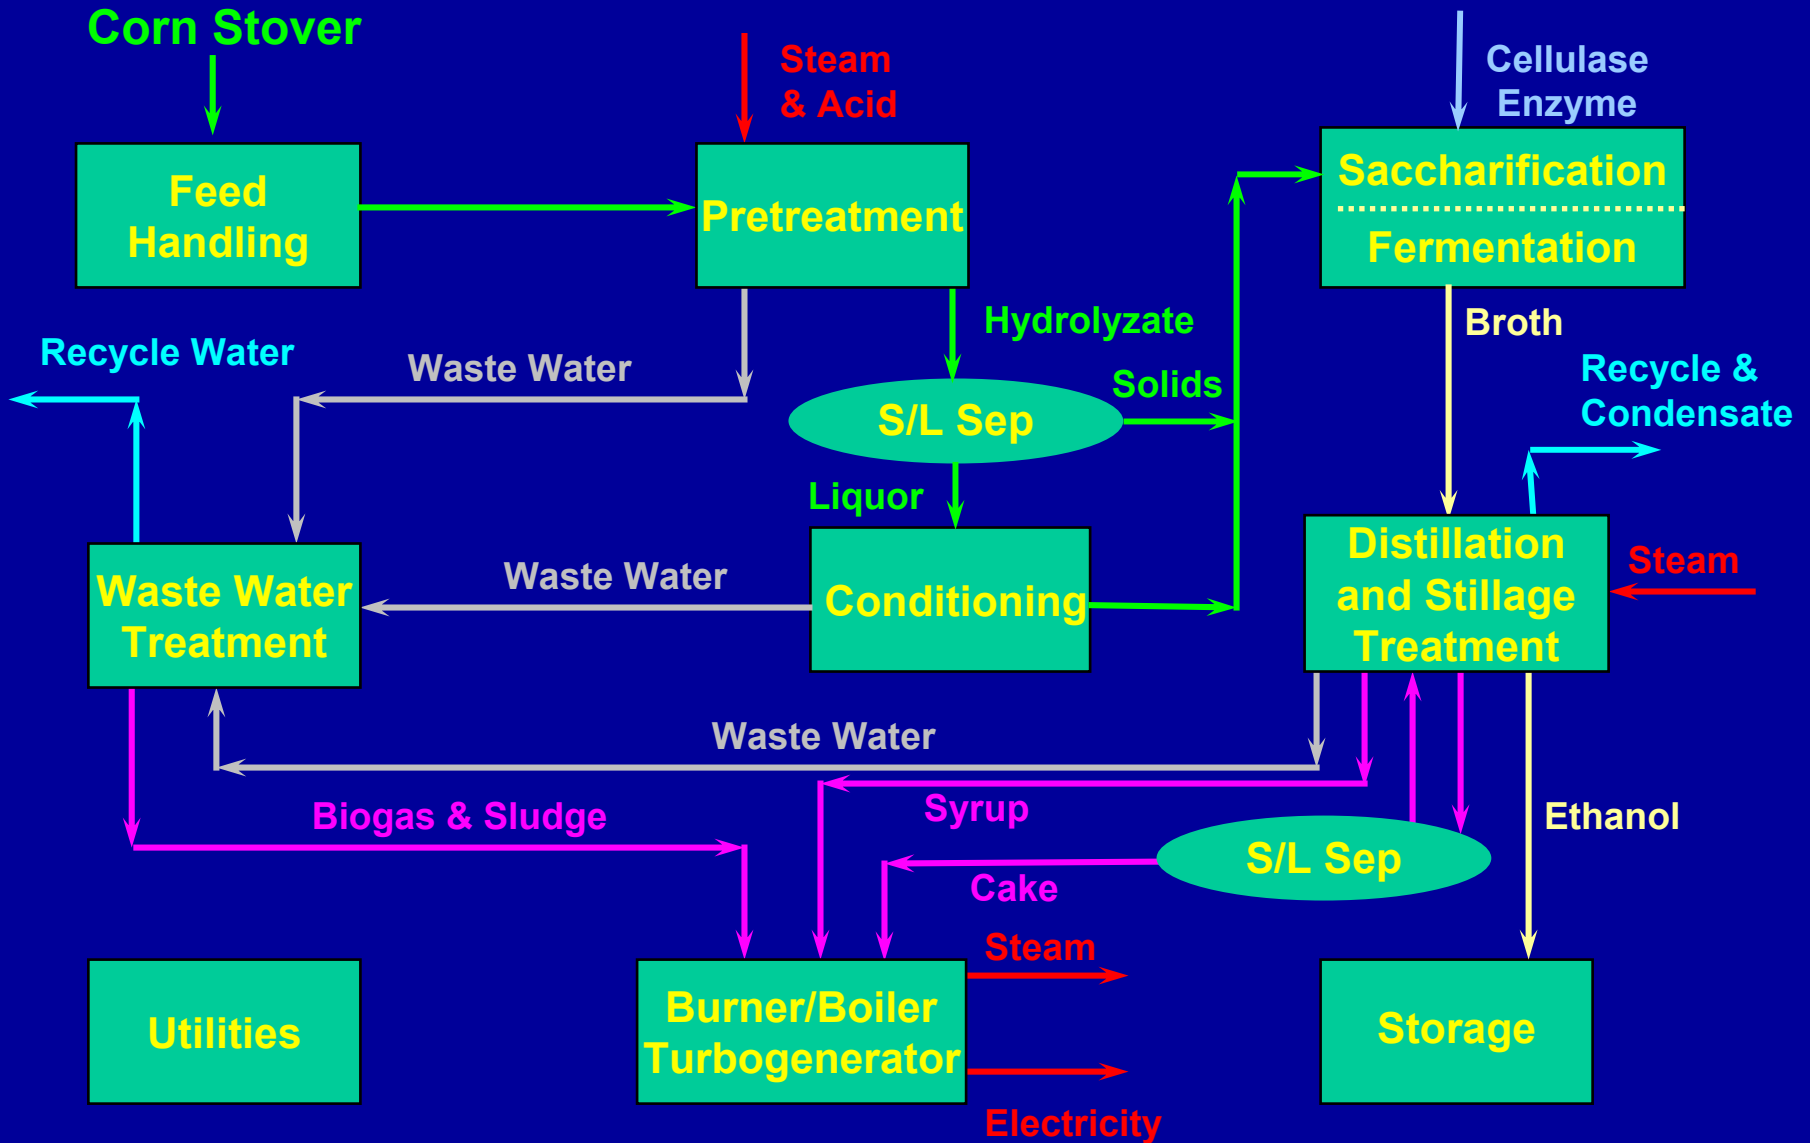 Corn Stover
Steam
& Acid
Cellulase
Enzyme
Feed
Handling
Pretreatment
Saccharification
Fermentation
Hydrolyzate
Broth
Recycle Water
Waste Water
Solids
Recycle &
Condensate
S/L Sep
Liquor
Waste Water
Treatment
Waste Water
Conditioning
Distillation
and Stillage
Treatment
Steam
Waste Water
Biogas & Sludge
Syrup
Ethanol
S/L Sep
Cake
Utilities
Burner/Boiler
Turbogenerator
Steam
Electricity
Storage